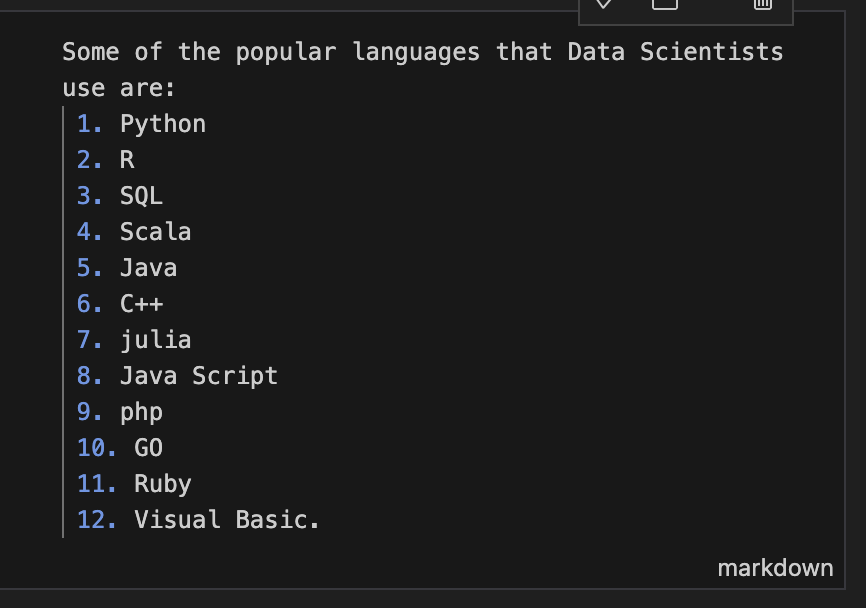 Some of the popular languages that Data Scientists
use are:
1. Python
2. R
3. SQL
4. Scala
5. Java
6. C++
7. julia
8. Java Script
9. php
10. GO
11. Ruby
12. Visual Basic.
markdown